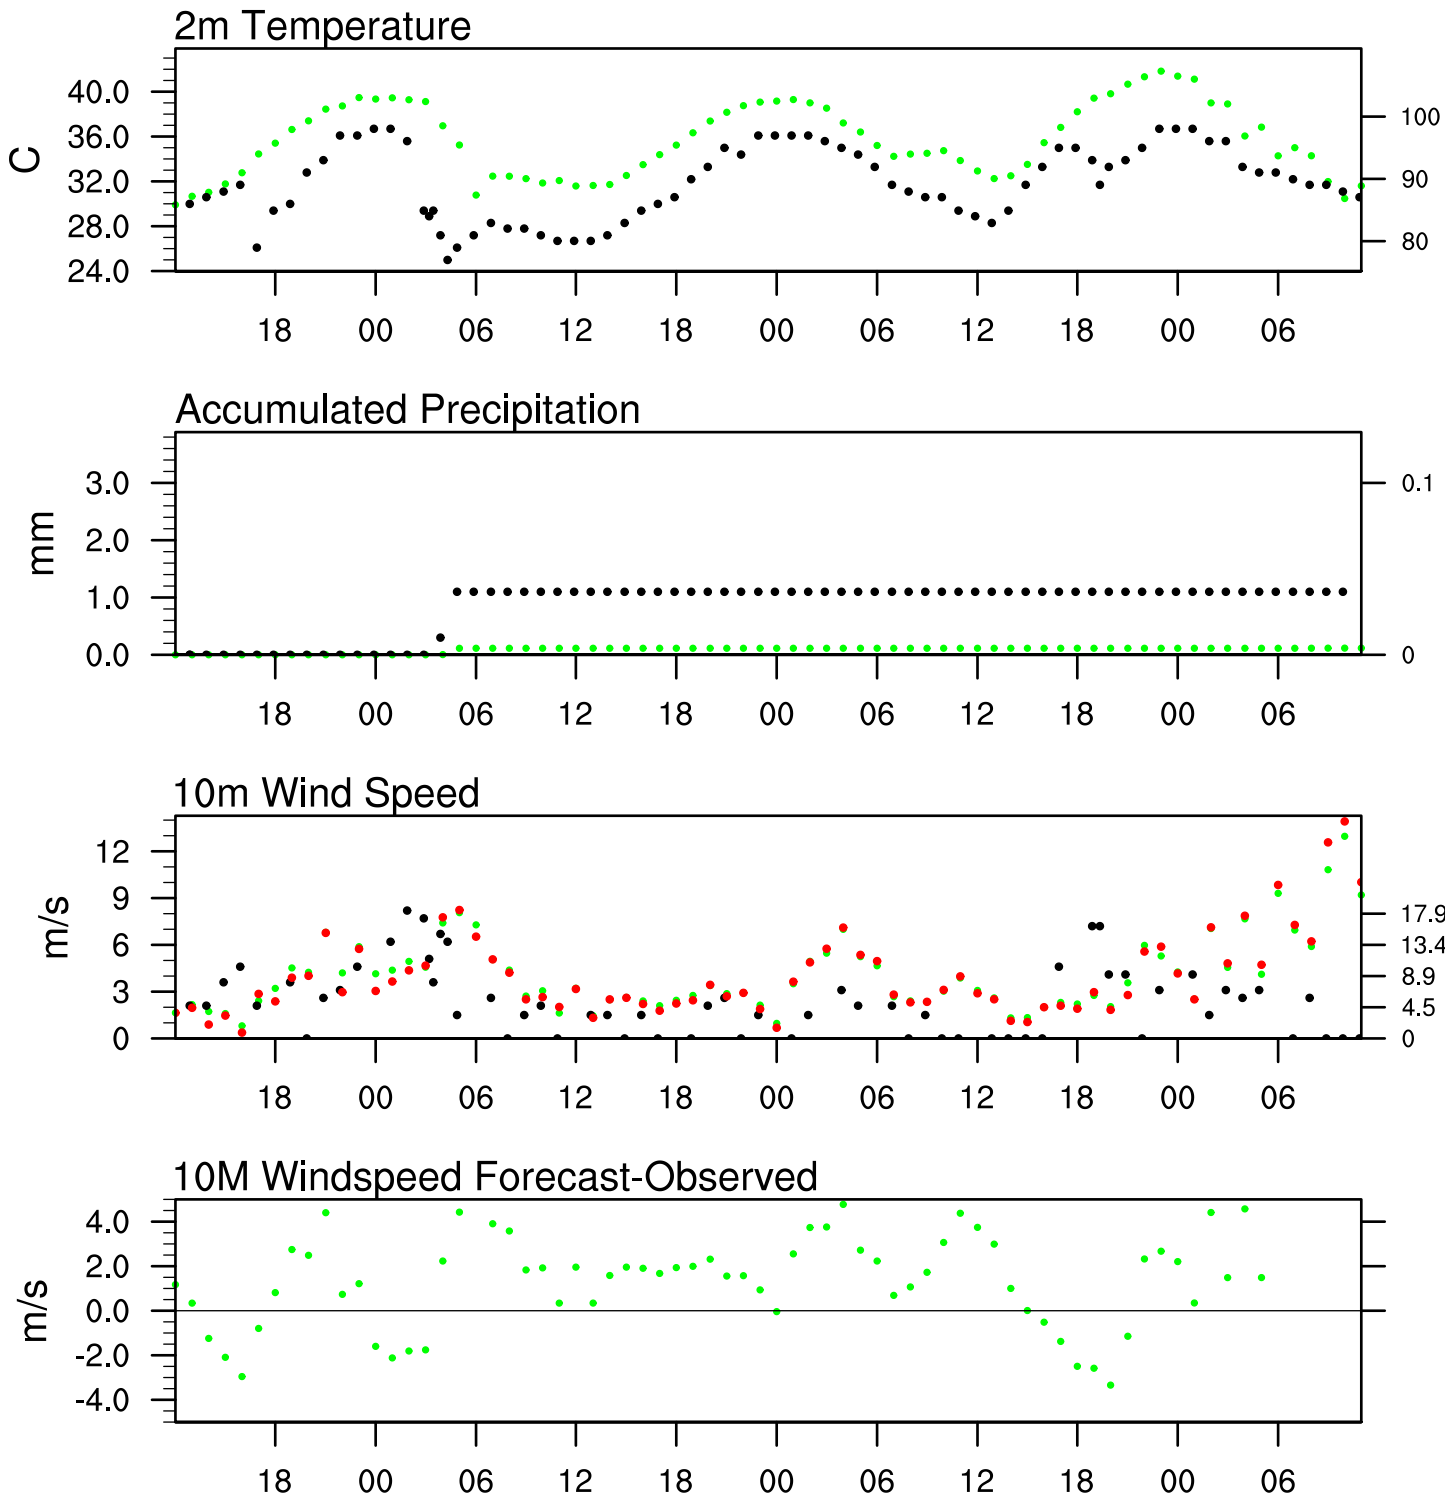 2m Temperature
C
40.0
36.0
32.0
28.0
24.0
100
90
80
18 00 06 12 18 00 06 12 18 00 06
Accumulated Precipitation
mm
3.0
2.0
1.0
0.0
0.1
0
18 00 06 12 18 00 06 12 18 00 06
10m Wind Speed
m/s
12
9
6
3
0
17.9
13.4
8.9
4.5
0
18 00 06 12 18 00 06 12 18 00 06
10M Windspeed Forecast-Observed
m/s
4.0
2.0
0.0
-2.0
-4.0
18 00 06 12 18 00 06 12 18 00 06